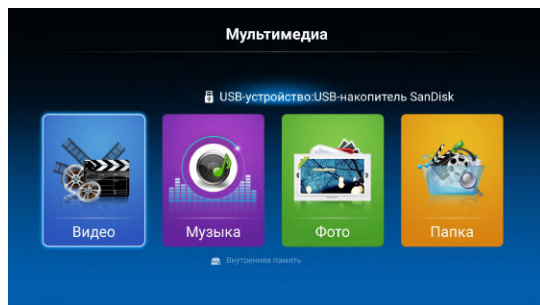 Мультимедиа
USB-устройство:USB-накопитель SanDisk
Видео
Музыка
Фото
Папка
Внутренняя память